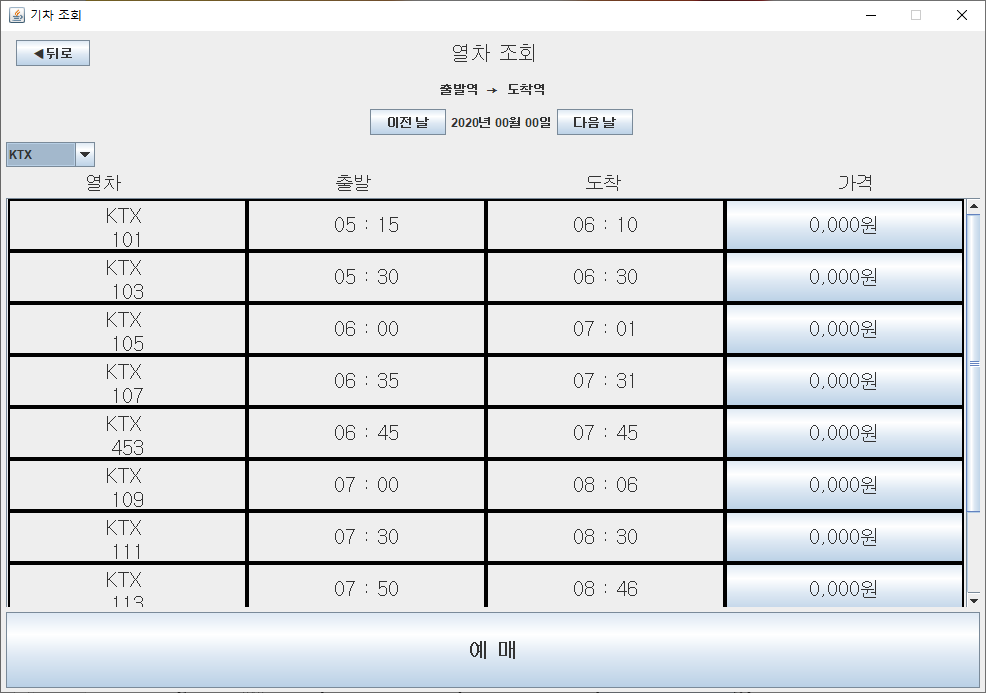 기차 조회
◀뒤로
열차 조회
출발역 → 도착역
이전 날 2020년 00월 00일 다음 날
KTX
열차 출발 도착 가격
KTX
101
05 : 15 06 : 10 0,000원
KTX
103
05 : 30 06 : 30 0,000원
KTX
105
06 : 00 07 : 01 0,000원
KTX
107
06 : 35 07 : 31 0,000원
KTX
453
06 : 45 07 : 45 0,000원
KTX
109
07 : 00 08 : 06 0,000원
KTX
111
07 : 30 08 : 30 0,000원
KTX
113
07 : 50 08 : 46 0,000원
예 매